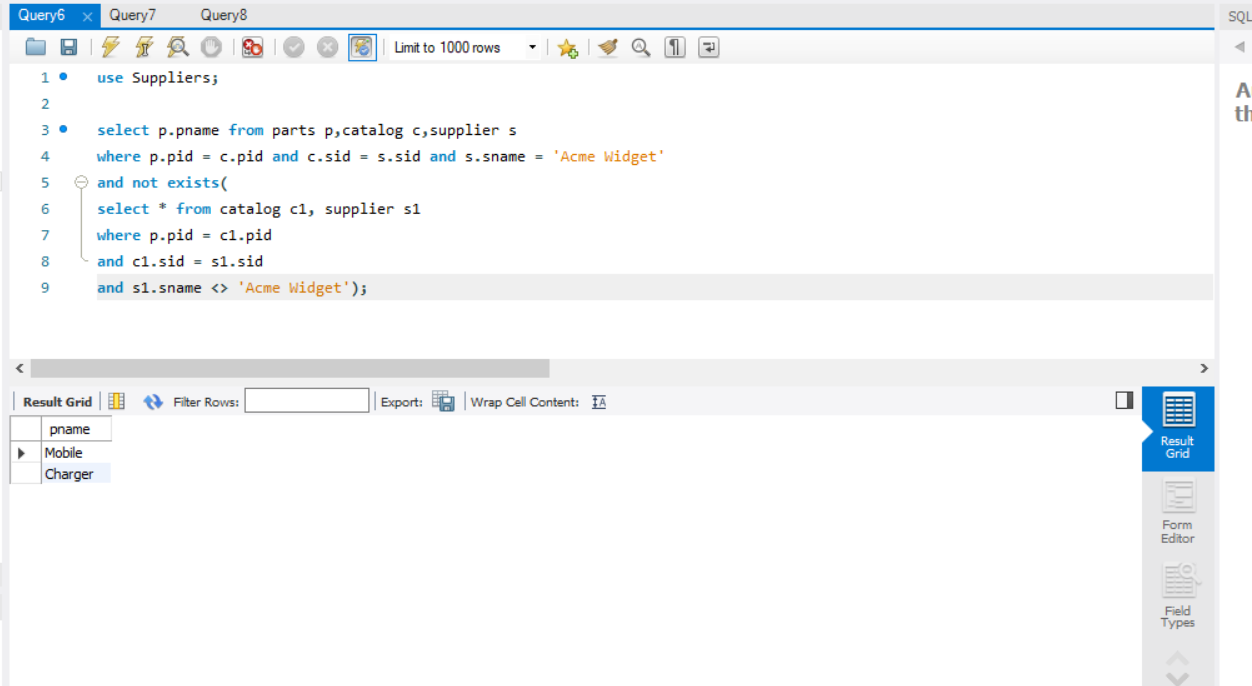 Query6 × Query7 Query8
SQL
Limit to 1000 rows
1 use Suppliers;
2
3 select p.pname from parts p,catalog c,supplier s
4 where p.pid = c.pid and c.sid = s.sid and s.sname = 'Acme Widget'
5 and not exists(
6 select * from catalog c1, supplier s1
7 where p.pid = c1.pid
8 and c1.sid = s1.sid
9 and s1.sname <> 'Acme Widget');
Result Grid Filter Rows: Export: Wrap Cell Content: IA
pname
Mobile
Charger
Result
Grid
Form
Editor
Field
Types